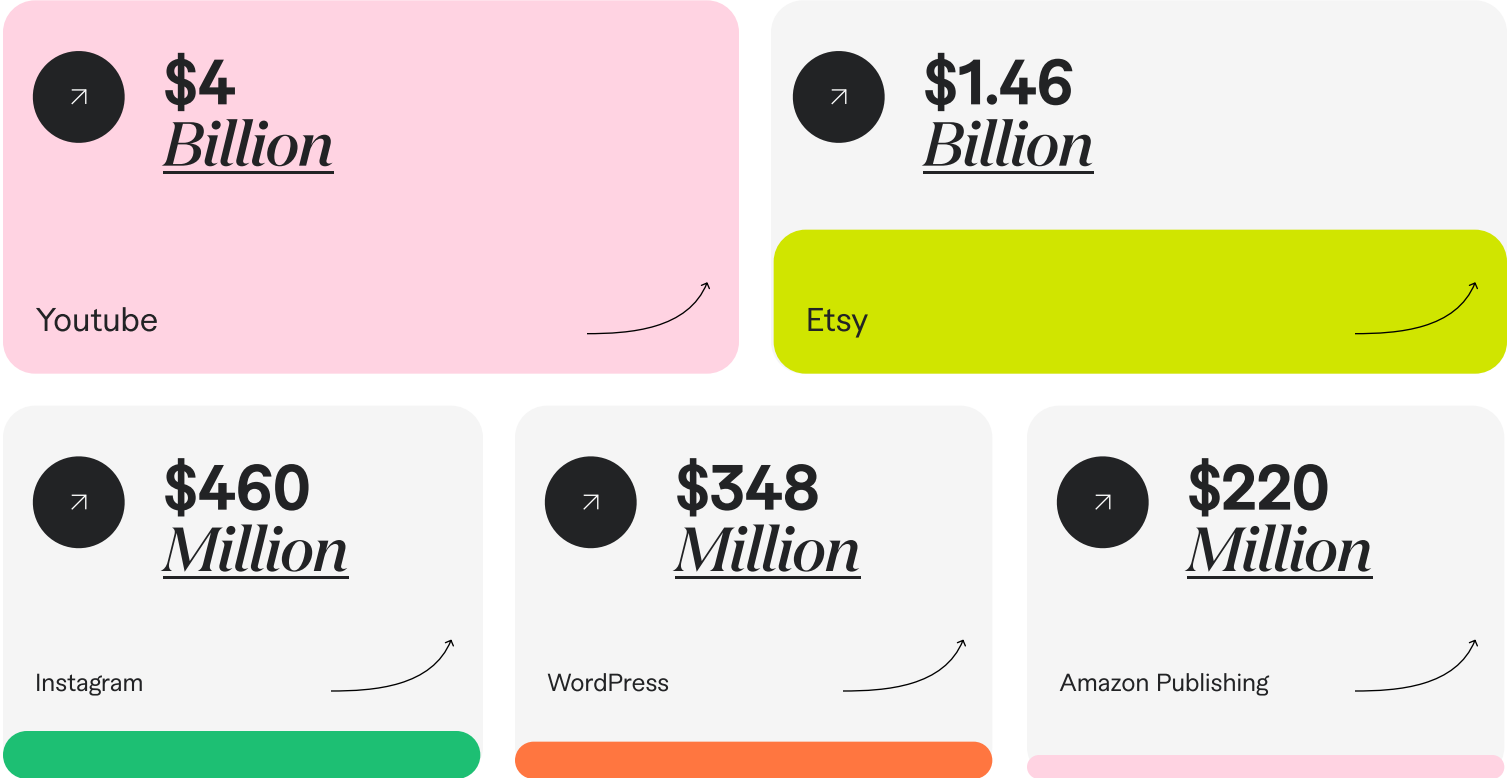 $4
Billion
Youtube
$1.46
Billion
Etsy
$460
Million
Instagram
$348
Million
WordPress
$220
Million
Amazon Publishing